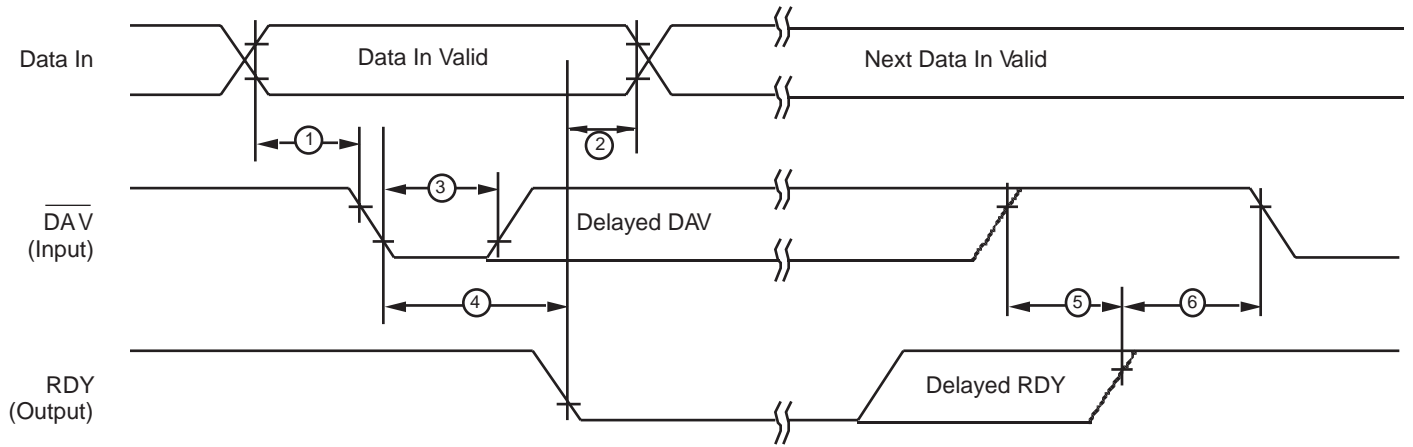 Data In
Data In Valid
Next Data In Valid
1
2
3
DAV
(Input)
Delayed DAV
4
5
6
RDY
(Output)
Delayed RDY